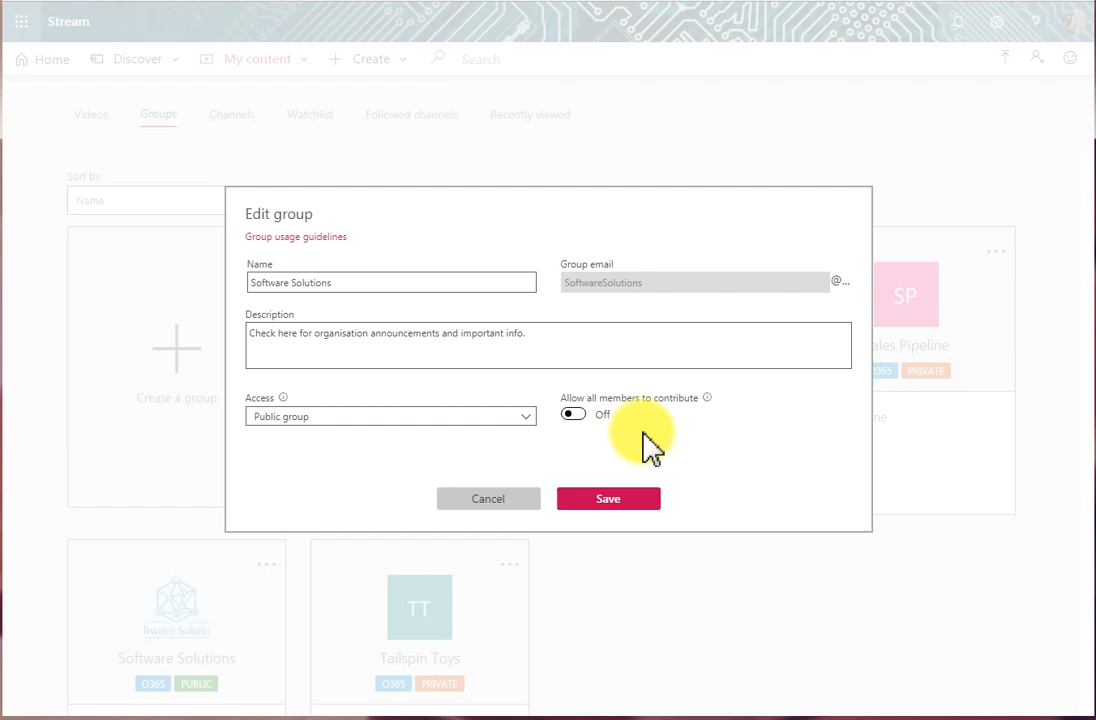 Stream
Home Discover My content Create Search
Videos Groups Channels Watchlist Followed channels Recently viewed
Sort by
Name
Edit group
Group usage guidelines
Name Group email
Software Solutions SoftwareSolutions @...
Description
Check here for organisation announcements and important info.
Access Allow all members to contribute
Public group Off
Cancel Save
Create a group
SP
ales Pipeline
O365 PRIVATE
ne
TT
Software Solutions Tailspin Toys
O365 PUBLIC O365 PRIVATE